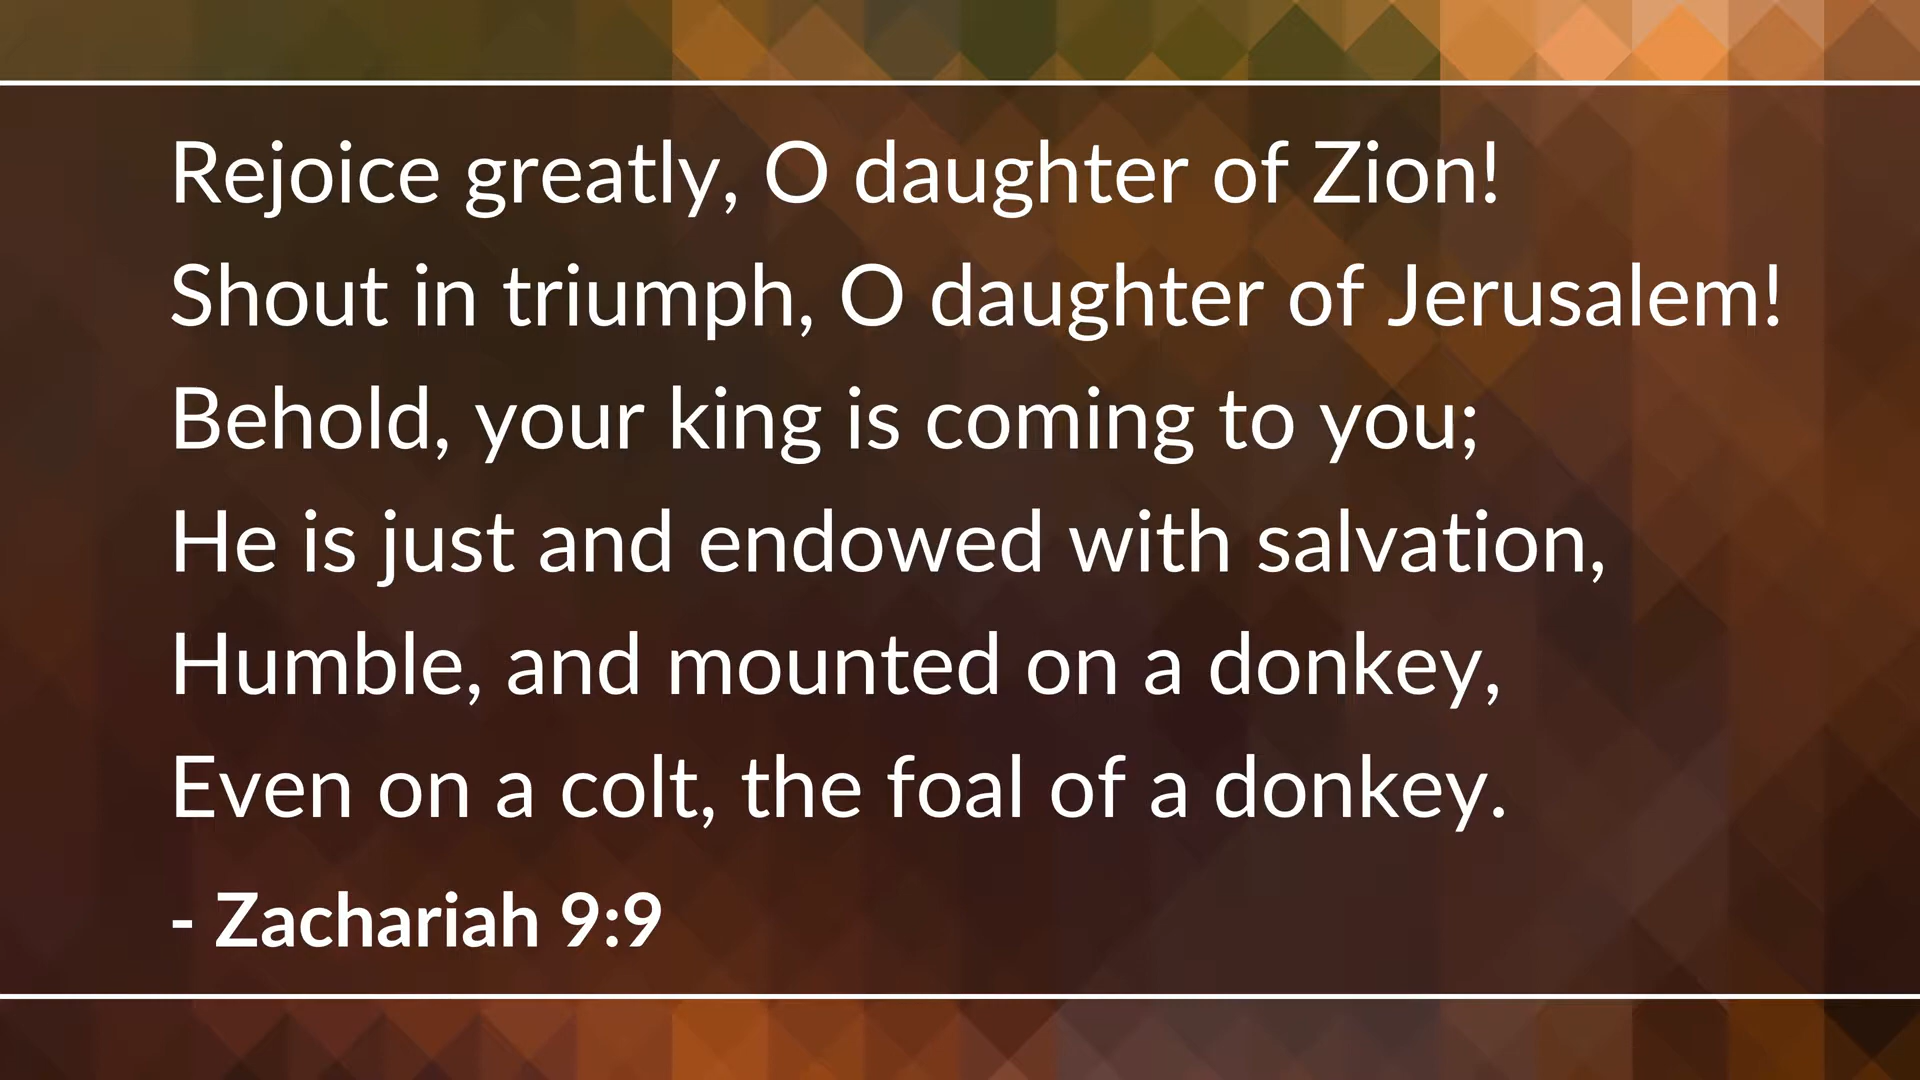 Rejoice greatly, O daughter of Zion!
Shout in triumph, O daughter of Jerusalem!
Behold, your king is coming to you;
He is just and endowed with salvation,
Humble, and mounted on a donkey,
Even on a colt, the foal of a donkey.
- Zachariah 9:9